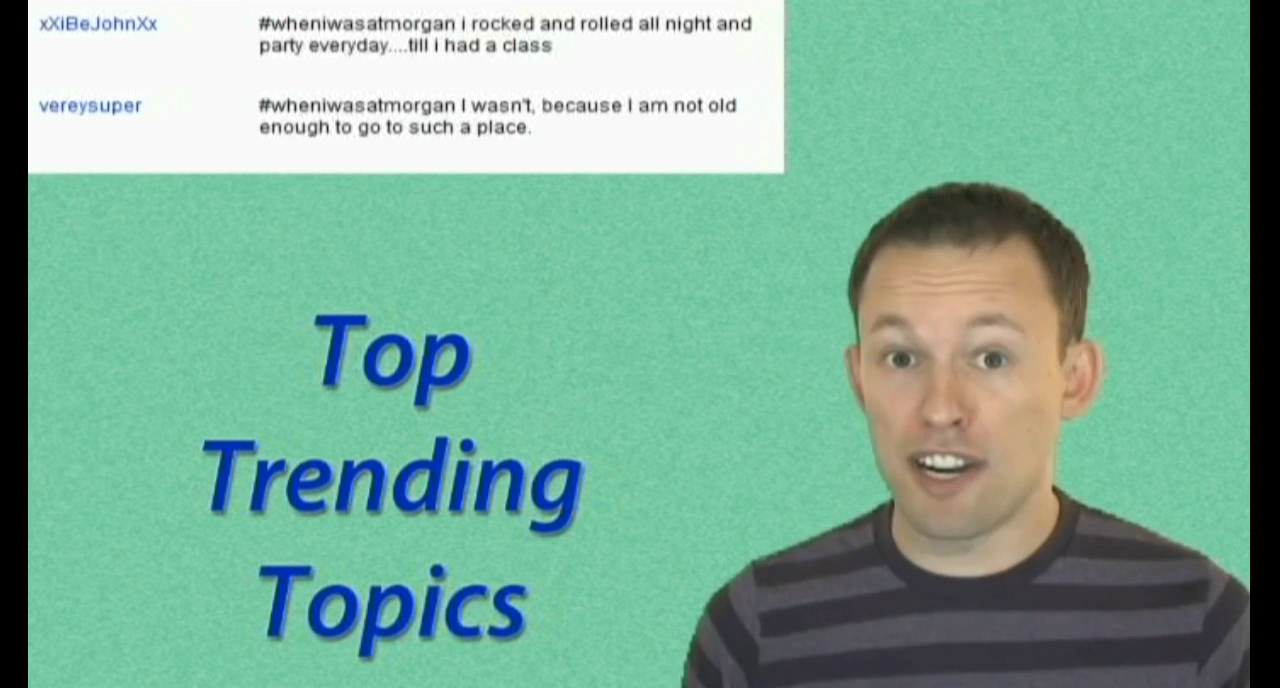 xXiBeJohnXx #wheniwasatmorgan i rocked and rolled all night and
party everyday....till i had a class
vereysuper #wheniwasatmorgan I wasn't, because I am not old
enough to go to such a place.
Top
Trending
Topics